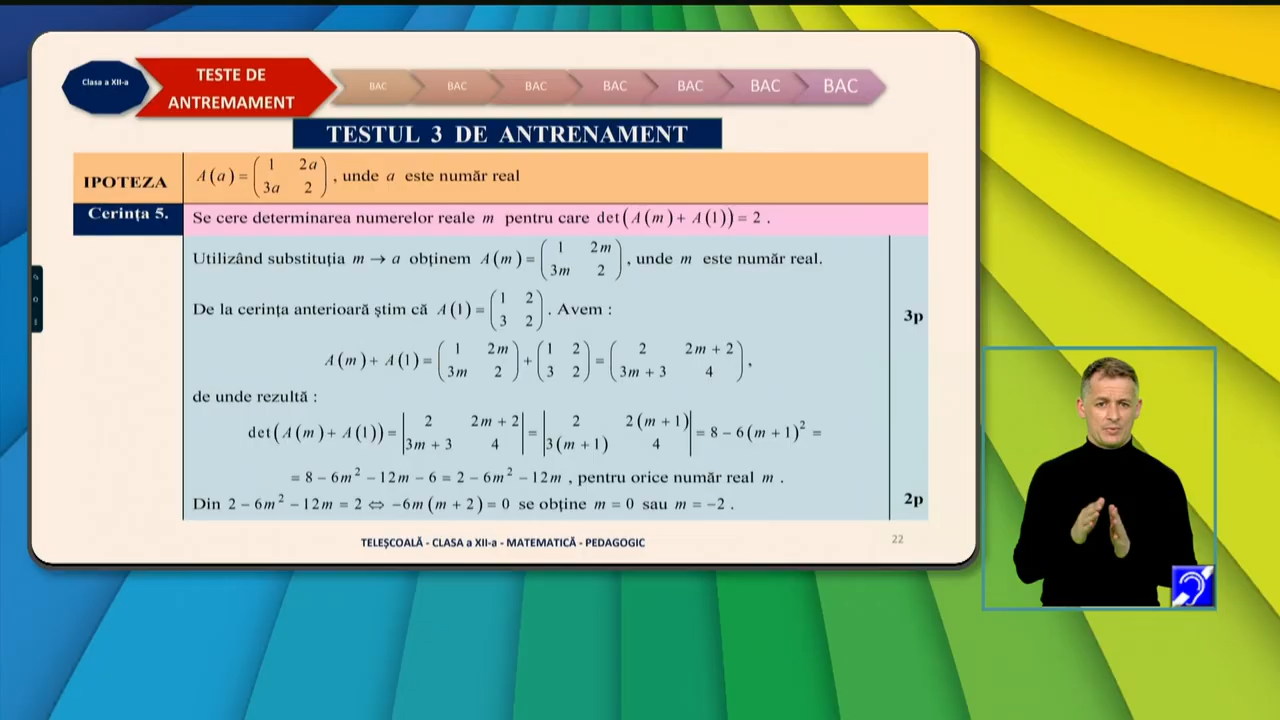 Clasa a XII-a
TESTE DE
ANTREMAMENT
BAC BAC BAC BAC BAC BAC BAC
TESTUL 3 DE ANTRENAMENT
IPOTEZA
A(a) = (1 2a; 3a 2), unde a este număr real
Cerința 5.
Se cere determinarea numerelor reale m pentru care det(A(m) + A(1)) = 2 .
Utilizând substituția m → a obținem A(m) = (1 2m; 3m 2), unde m este număr real.
De la cerința anterioară știm că A(1) = (1 2; 3 2). Avem :
3p
A(m) + A(1) = (1 2m; 3m 2) + (1 2; 3 2) = (2 2m + 2; 3m + 3 4),
de unde rezultă :
det(A(m) + A(1)) = |2 2m + 2; 3m + 3 4| = |2 2(m + 1); 3(m + 1) 4| = 8 − 6(m + 1)² =
= 8 − 6m² − 12m − 6 = 2 − 6m² − 12m , pentru orice număr real m .
Din 2 − 6m² − 12m = 2 ⇔ −6m(m + 2) = 0 se obține m = 0 sau m = −2 .
2p
TELEȘCOALĂ - CLASA a XII-a - MATEMATICĂ - PEDAGOGIC
22